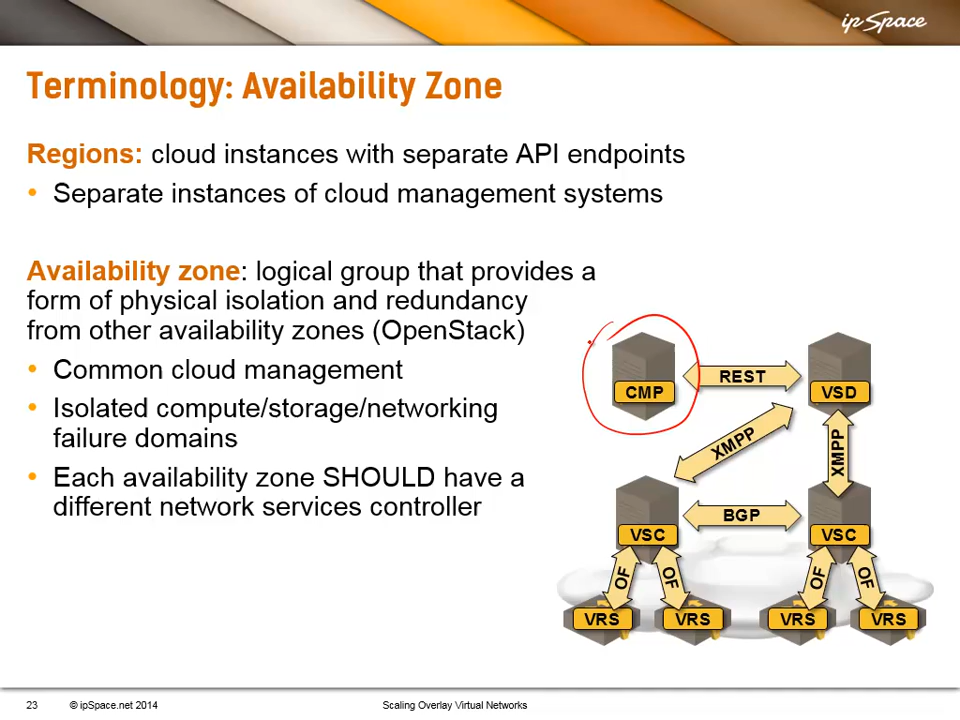 ipSpace
Terminology: Availability Zone
Regions: cloud instances with separate API endpoints
• Separate instances of cloud management systems
Availability zone: logical group that provides a
form of physical isolation and redundancy
from other availability zones (OpenStack)
• Common cloud management
• Isolated compute/storage/networking
failure domains
• Each availability zone SHOULD have a
different network services controller
CMP
REST
VSD
XMPP
XMPP
VSC
BGP
VSC
OF
OF
OF
OF
VRS
VRS
VRS
VRS
23
© ipSpace.net 2014
Scaling Overlay Virtual Networks